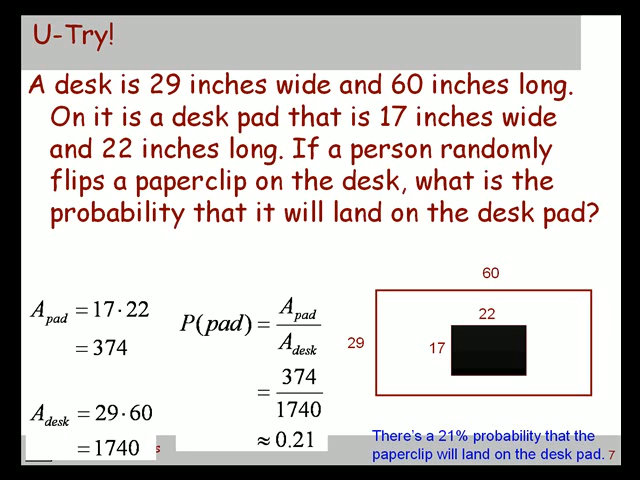 U-Try!
A desk is 29 inches wide and 60 inches long.
On it is a desk pad that is 17 inches wide
and 22 inches long. If a person randomly
flips a paperclip on the desk, what is the
probability that it will land on the desk pad?
A_pad = 17·22
= 374
A_desk = 29·60
= 1740
P(pad) = A_pad / A_desk
= 374 / 1740
≈ 0.21
60
29
22
17
There's a 21% probability that the
paperclip will land on the desk pad.
7